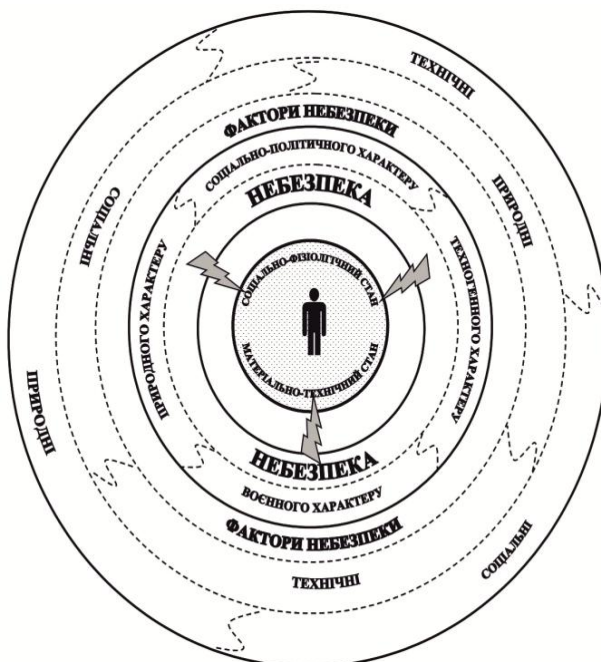 ТЕХНІЧНІ
ФАКТОРИ НЕБЕЗПЕКИ
СОЦІАЛЬНО-ПОЛІТИЧНОГО ХАРАКТЕРУ
НЕБЕЗПЕКА
СОЦІАЛЬНІ
ПРИРОДНІ
ПРИРОДНОГО ХАРАКТЕРУ
ТЕХНОГЕННОГО ХАРАКТЕРУ
СОЦІАЛЬНО-ФІЗІОЛГІЧНИЙ СТАН
МАТЕРІАЛЬНО-ТЕХНІЧНИЙ СТАН
ПРИРОДНІ
НЕБЕЗПЕКА
ВОЄННОГО ХАРАКТЕРУ
ФАКТОРИ НЕБЕЗПЕКИ
СОЦІАЛЬНІ
ТЕХНІЧНІ